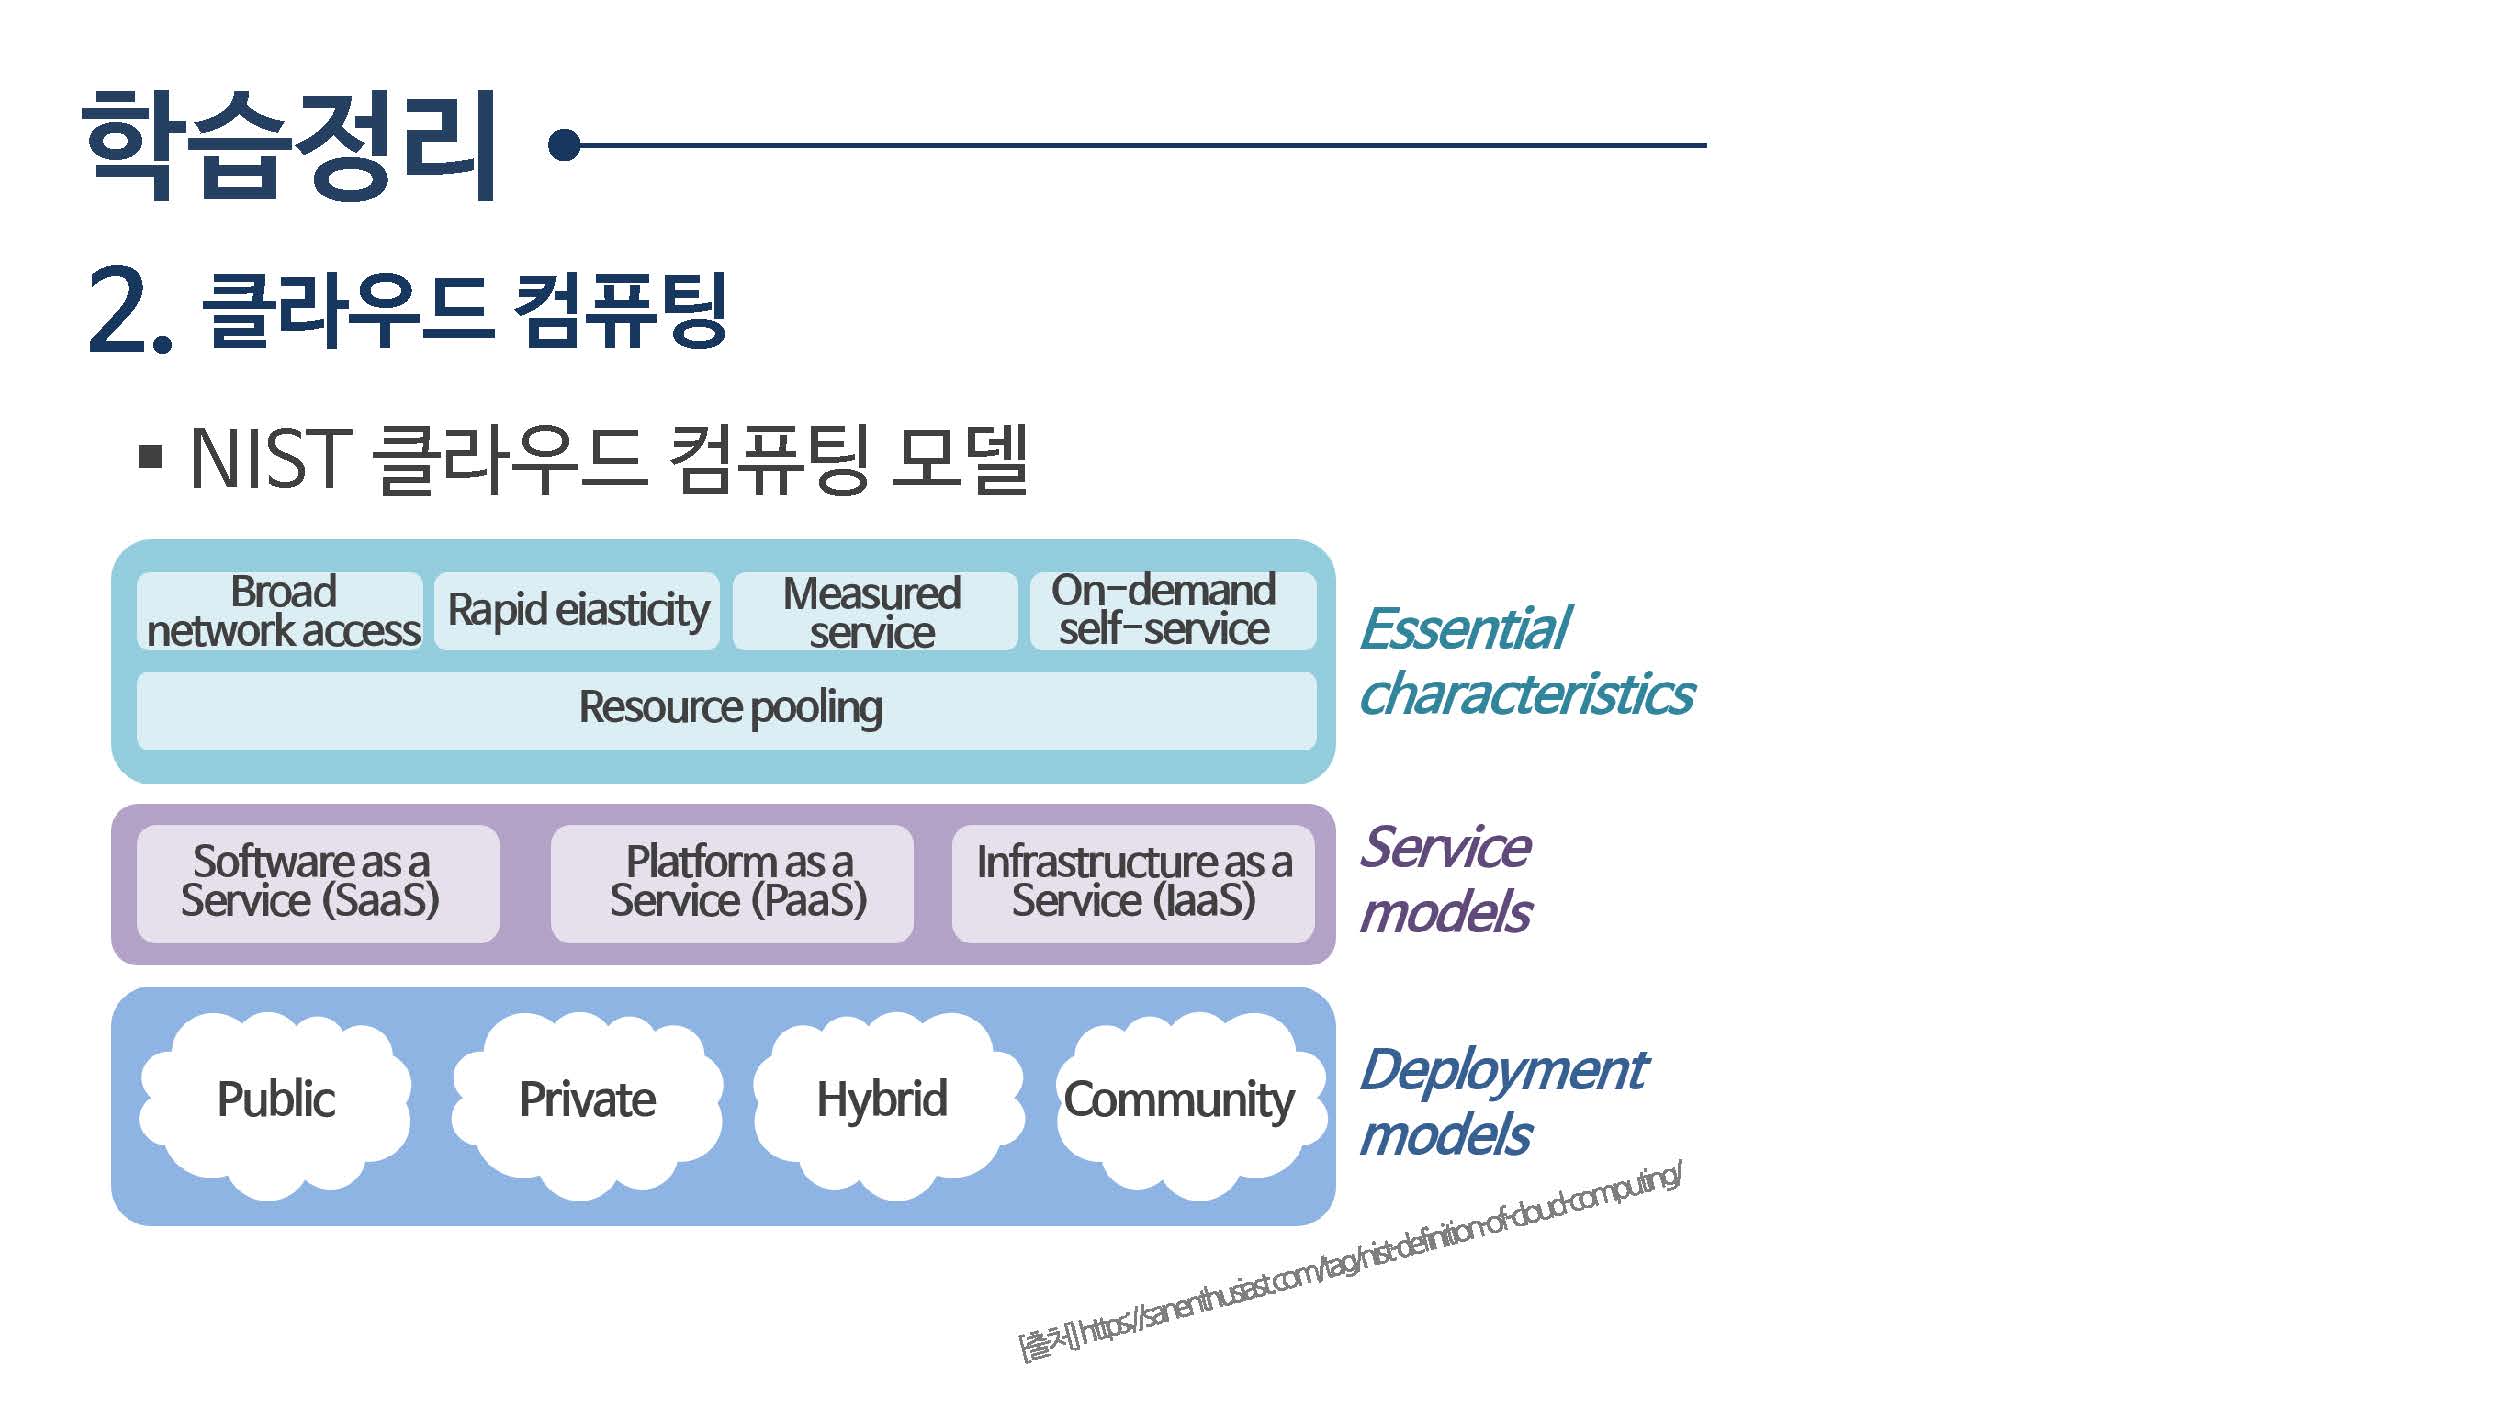 학습정리
2. 클라우드 컴퓨팅
▪ NIST 클라우드 컴퓨팅 모델
Broad
network access
Rapid eiasticity
Measured
service
On-demand
self-service
Resource pooling
Essential
characteristics
Software as a
Service (SaaS)
Platform as a
Service (PaaS)
Infrastructure as a
Service (IaaS)
Service
models
Public
Private
Hybrid
Community
Deployment
models
[출처] https://sanenthusiast.com/tag/nist-definition-of-cloud-computing/